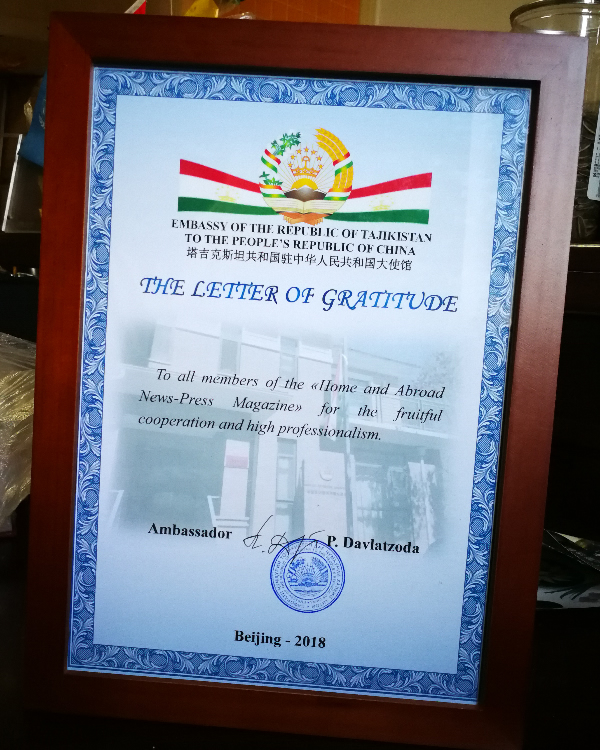 EMBASSY OF THE REPUBLIC OF TAJIKISTAN
TO THE PEOPLE'S REPUBLIC OF CHINA
塔吉克斯坦共和国驻中华人民共和国大使馆
THE LETTER OF GRATITUDE
To all members of the «Home and Abroad
News-Press Magazine» for the fruitful
cooperation and high professionalism.
Ambassador P. Davlatzoda
Beijing - 2018